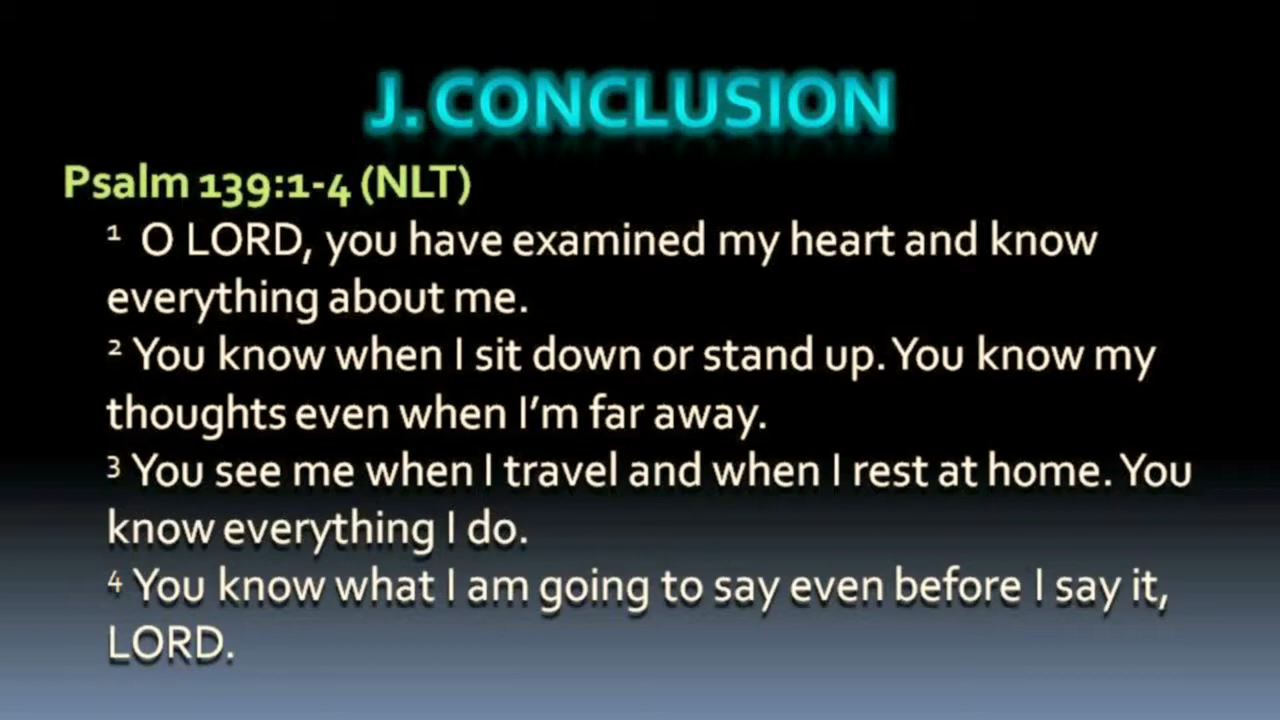 J. CONCLUSION
Psalm 139:1-4 (NLT)
¹ O LORD, you have examined my heart and know
everything about me.
² You know when I sit down or stand up. You know my
thoughts even when I’m far away.
³ You see me when I travel and when I rest at home. You
know everything I do.
⁴ You know what I am going to say even before I say it,
LORD.